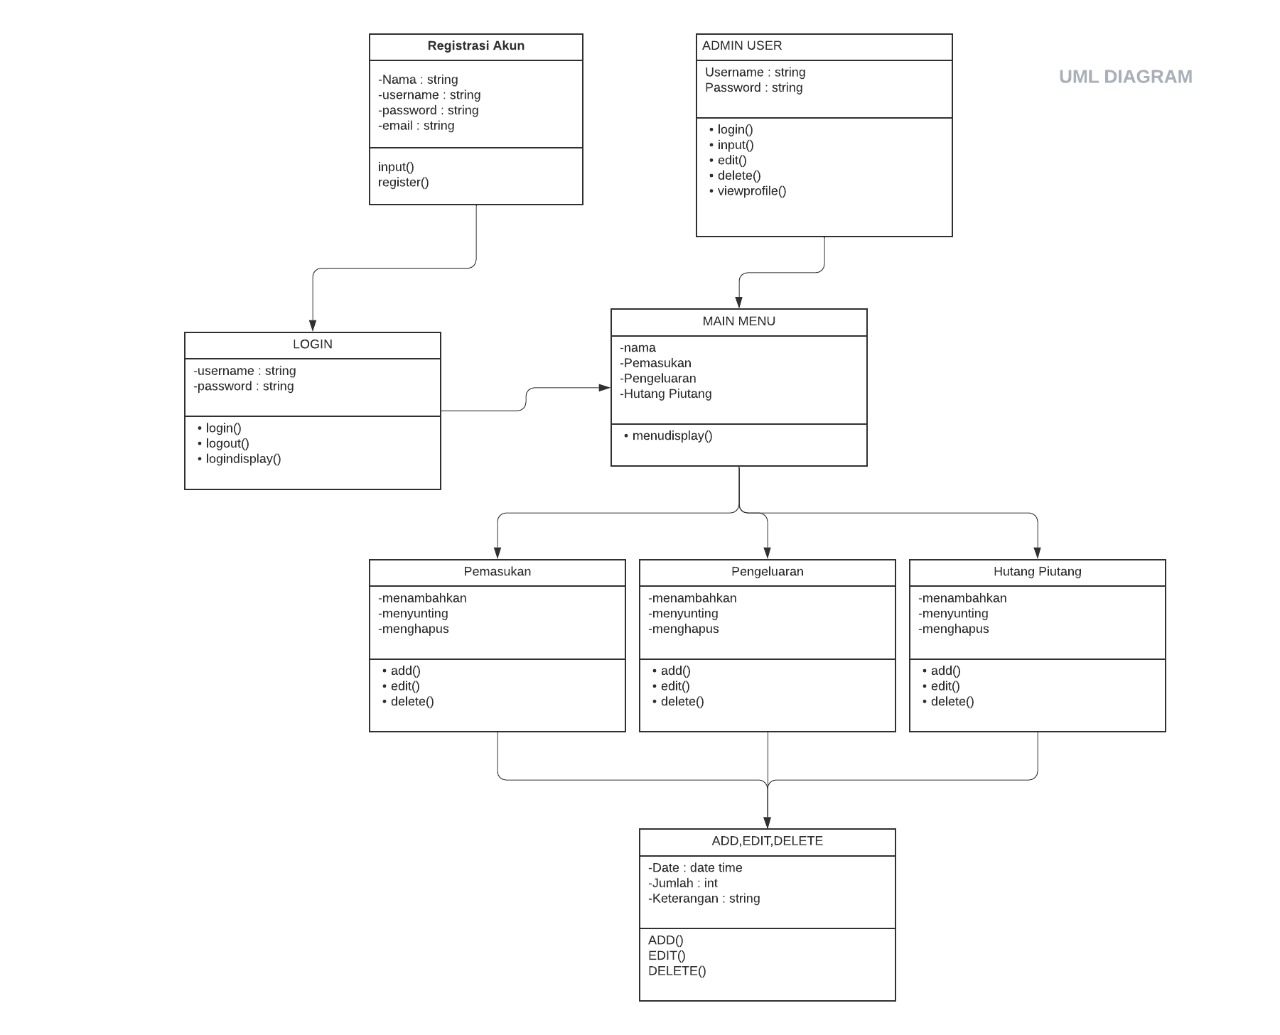 Registrasi Akun
-Nama : string
-username : string
-password : string
-email : string
input()
register()
ADMIN USER
Username : string
Password : string
• login()
• input()
• edit()
• delete()
• viewprofile()
UML DIAGRAM
LOGIN
-username : string
-password : string
• login()
• logout()
• logindisplay()
MAIN MENU
-nama
-Pemasukan
-Pengeluaran
-Hutang Piutang
• menudisplay()
Pemasukan
-menambahkan
-menyunting
-menghapus
• add()
• edit()
• delete()
Pengeluaran
-menambahkan
-menyunting
-menghapus
• add()
• edit()
• delete()
Hutang Piutang
-menambahkan
-menyunting
-menghapus
• add()
• edit()
• delete()
ADD,EDIT,DELETE
-Date : date time
-Jumlah : int
-Keterangan : string
ADD()
EDIT()
DELETE()